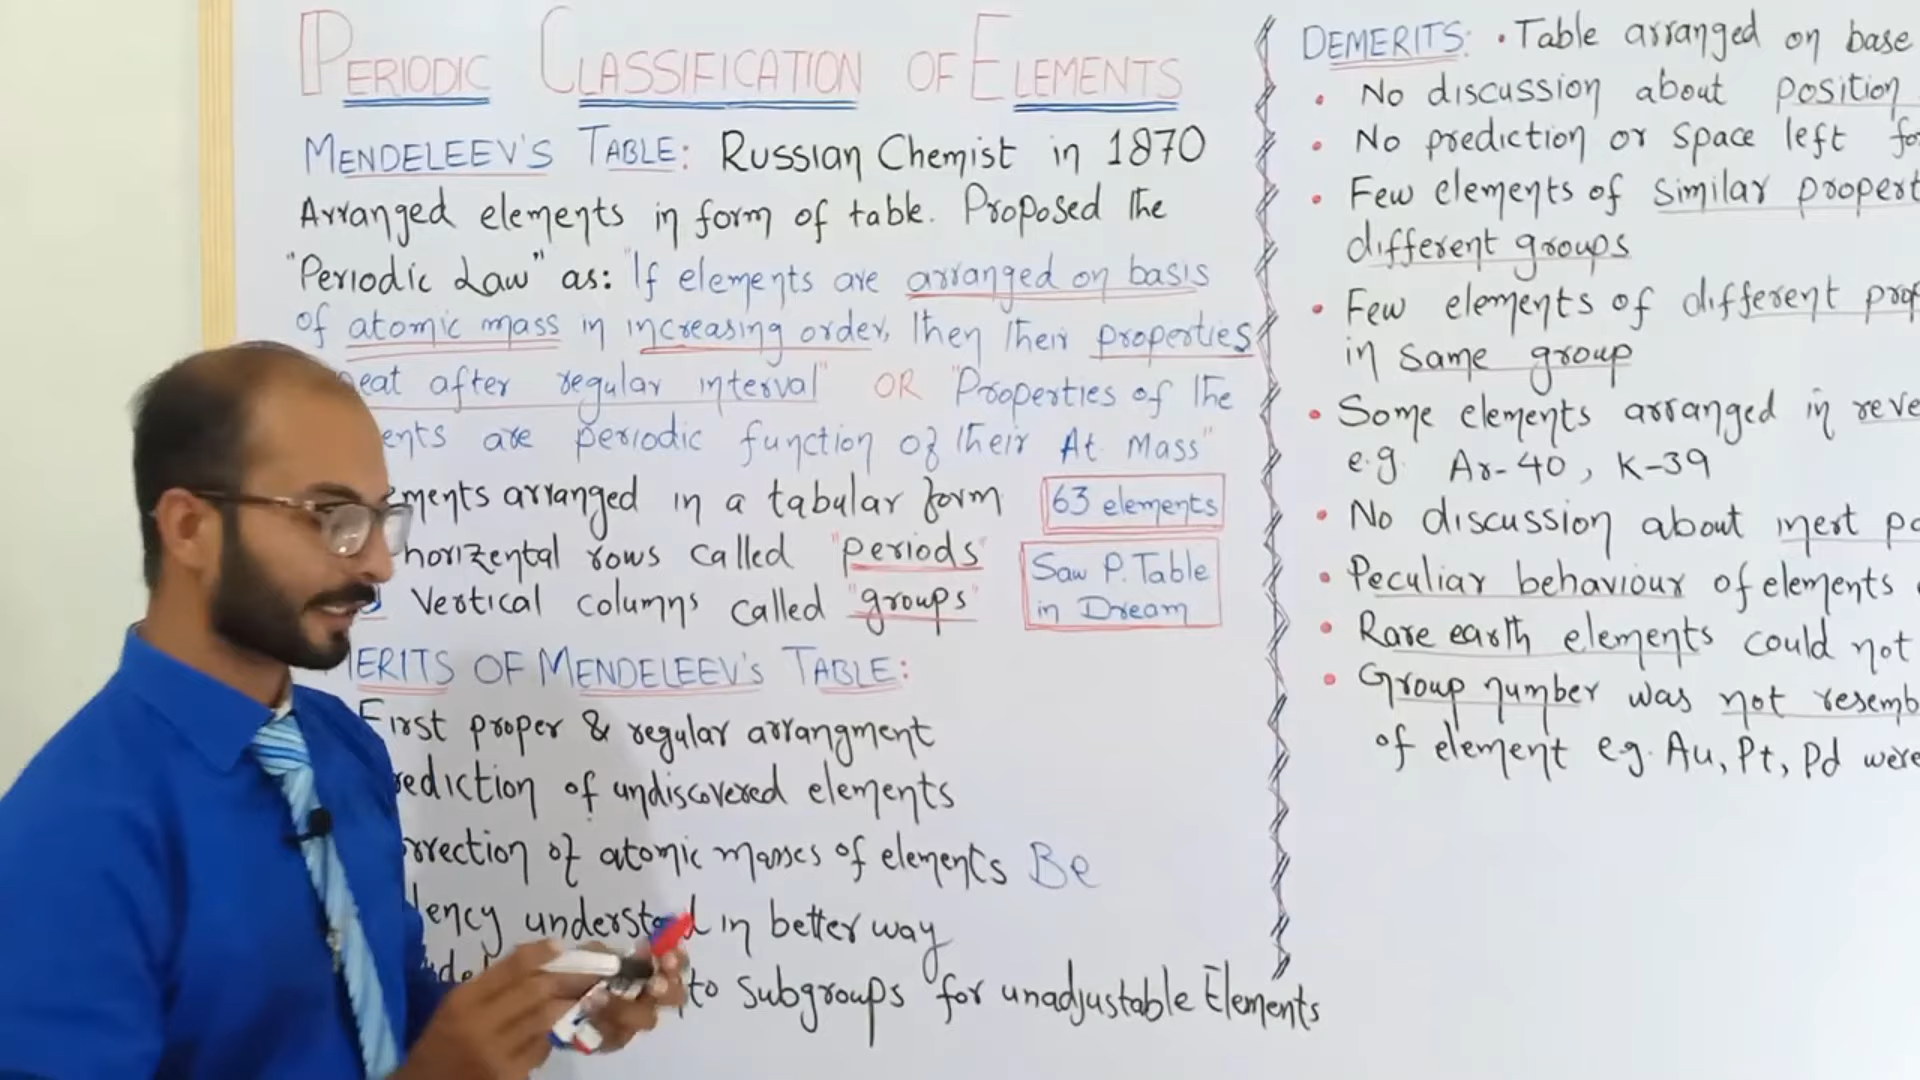 PERIODIC CLASSIFICATION OF ELEMENTS
MENDELEEV'S TABLE: Russian Chemist in 1870
Arranged elements in form of table. Proposed the
"Periodic Law" as: "If elements are arranged on basis
of atomic mass in increasing order, then their properties
eat after regular interval" OR "Properties of the
ents are periodic function of their At. Mass"
ments arranged in a tabular form
63 elements
horizental rows called "periods"
Vertical columns called "groups"
Saw P. Table
in Dream
MERITS OF MENDELEEV'S TABLE:
First proper & regular arrangment
rediction of undiscovered elements
rrection of atomic masses of elements Be
ency understood in better way
to Subgroups for unadjustable Elements
DEMERITS: • Table arranged on base
• No discussion about position
• No prediction or space left fo
• Few elements of similar propert
different groups
• Few elements of different prop
in same group
• Some elements arranged in reve
e.g. Ar-40, K-39
• No discussion about inert
• Peculiar behaviour of elements
• Rare earth elements could not
• Group number was not resemb
of element e.g. Au, Pt, Pd were